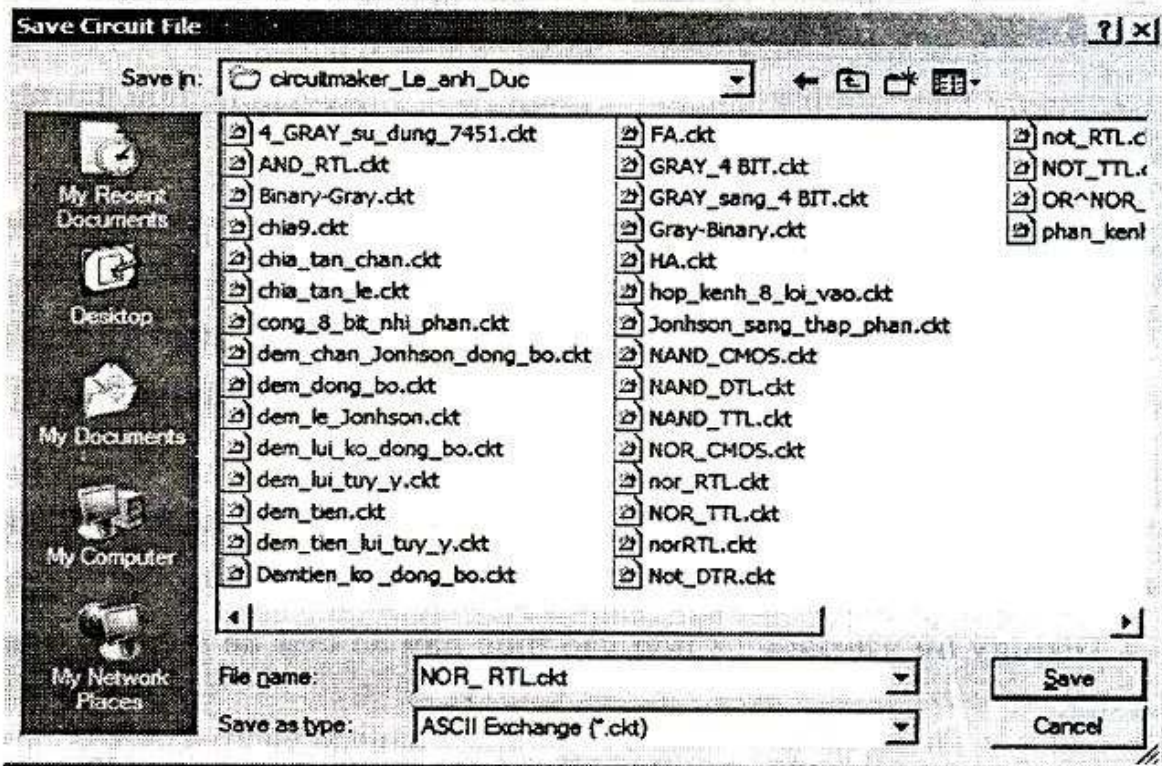 Save Circuit File
Save in: circuitmaker_Le_anh_Duc
My Recent
Documents
Desktop
My Documents
My Computer
My Network
Places
4_GRAY_su_dung_7451.ckt
AND_RTL.ckt
Binary-Gray.ckt
chia9.ckt
chia_tan_chan.ckt
chia_tan_le.ckt
cong_8_bit_nhi_phan.ckt
dem_chan_Jonhson_dong_bo.ckt
dem_dong_bo.ckt
dem_le_Jonhson.ckt
dem_lui_ko_dong_bo.ckt
dem_lui_tuy_y.ckt
dem_tien.ckt
dem_tien_lui_tuy_y.ckt
Demtien_ko _dong_bo.ckt
FA.ckt
GRAY_4 BIT.ckt
GRAY_sang_4 BIT.ckt
Gray-Binary.ckt
HA.ckt
hop_kenh_8_loi_vao.ckt
Jonhson_sang_thap_phan.ckt
NAND_CMOS.ckt
NAND_DTL.ckt
NAND_TTL.ckt
NOR_CMOS.ckt
nor_RTL.ckt
NOR_TTL.ckt
norRTL.ckt
Not_DTR.ckt
not_RTL.c
NOT_TTL.c
OR^NOR_
phan_kenh
File name: NOR_ RTL.ckt
Save
Save as type: ASCII Exchange (*.ckt)
Cancel